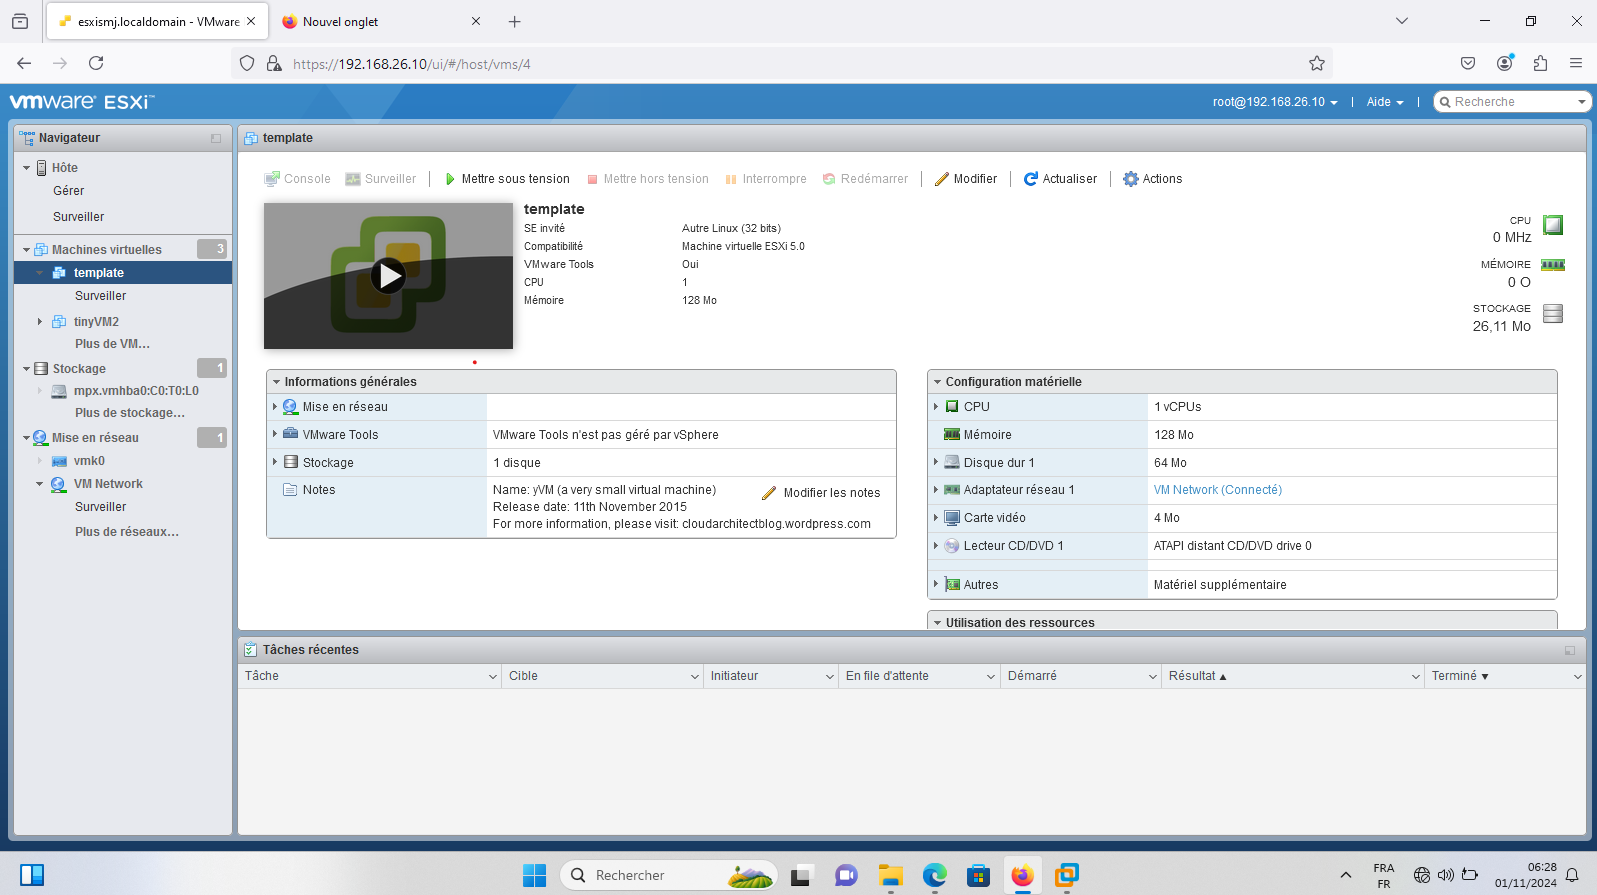 esxismj.localdomain - VMware
Nouvel onglet
https://192.168.26.10/ui/#/host/vms/4
vmware ESXi™
root@192.168.26.10
Aide
Recherche
Navigateur
Hôte
Gérer
Surveiller
Machines virtuelles
3
template
Surveiller
tinyVM2
Plus de VM...
Stockage
1
mpx.vmhba0:C0:T0:L0
Plus de stockage...
Mise en réseau
1
vmk0
VM Network
Surveiller
Plus de réseaux...
template
Console
Surveiller
Mettre sous tension
Mettre hors tension
Interrompre
Redémarrer
Modifier
Actualiser
Actions
template
SE invité
Autre Linux (32 bits)
Compatibilité
Machine virtuelle ESXi 5.0
VMware Tools
Oui
CPU
1
Mémoire
128 Mo
CPU
0 MHz
MÉMOIRE
0 O
STOCKAGE
26,11 Mo
Informations générales
Mise en réseau
VMware Tools
VMware Tools n'est pas géré par vSphere
Stockage
1 disque
Notes
Name: yVM (a very small virtual machine)
Release date: 11th November 2015
For more information, please visit: cloudarchitectblog.wordpress.com
Modifier les notes
Configuration matérielle
CPU
1 vCPUs
Mémoire
128 Mo
Disque dur 1
64 Mo
Adaptateur réseau 1
VM Network (Connecté)
Carte vidéo
4 Mo
Lecteur CD/DVD 1
ATAPI distant CD/DVD drive 0
Autres
Matériel supplémentaire
Utilisation des ressources
Tâches récentes
Tâche
Cible
Initiateur
En file d'attente
Démarré
Résultat
Terminé
Rechercher
FRA
FR
06:28
01/11/2024